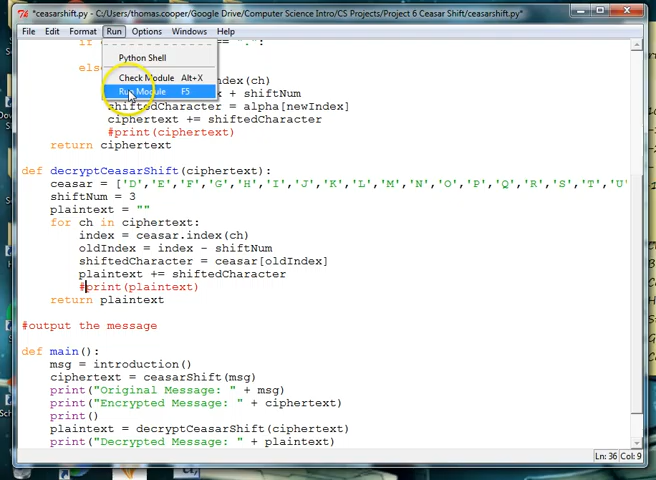 *ceasarshift.py - C:/Users/thomas.cooper/Google Drive/Computer Science Intro/CS Projects/Project 6 Ceasar Shift/ceasarshift.py*
File Edit Format Run Options Windows Help
Python Shell
Check Module Alt+X
Run Module F5
if == ".":
else
index(ch)
+ shiftNum
shiftedCharacter = alpha[newIndex]
ciphertext += shiftedCharacter
#print(ciphertext)
return ciphertext
def decryptCeasarShift(ciphertext):
ceasar = ['D','E','F','G','H','I','J','K','L','M','N','O','P','Q','R','S','T','U'
shiftNum = 3
plaintext = ""
for ch in ciphertext:
index = ceasar.index(ch)
oldIndex = index - shiftNum
shiftedCharacter = ceasar[oldIndex]
plaintext += shiftedCharacter
#print(plaintext)
return plaintext
#output the message
def main():
msg = introduction()
ciphertext = ceasarShift(msg)
print("Original Message: " + msg)
print("Encrypted Message: " + ciphertext)
print()
plaintext = decryptCeasarShift(ciphertext)
print("Decrypted Message: " + plaintext)
Ln: 36 Col: 9